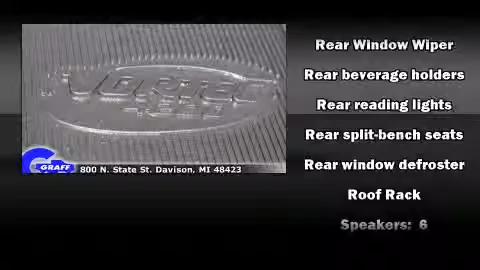 VORTEC
GRAFF
800 N. State St. Davison, MI 48423
Rear Window Wiper
Rear beverage holders
Rear reading lights
Rear split-bench seats
Rear window defroster
Roof Rack
Speakers: 6